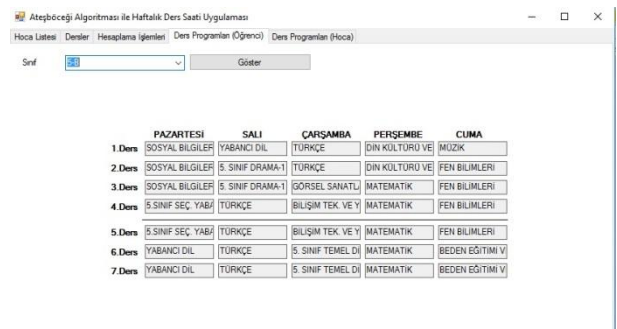 Ateşböceği Algoritması ile Haftalık Ders Saati Uygulaması
Hoca Listesi Dersler Hesaplama İşlemleri Ders Programları (Öğrenci) Ders Programları (Hoca)
Sınıf 5-B Göster
PAZARTESİ SALI ÇARŞAMBA PERŞEMBE CUMA
1.Ders SOSYAL BİLGİLER YABANCI DİL TÜRKÇE DİN KÜLTÜRÜ VE MÜZİK
2.Ders SOSYAL BİLGİLER 5. SINIF DRAMA-1 TÜRKÇE DİN KÜLTÜRÜ VE FEN BİLİMLERİ
3.Ders SOSYAL BİLGİLER 5. SINIF DRAMA-1 GÖRSEL SANATL MATEMATİK FEN BİLİMLERİ
4.Ders 5.SINIF SEÇ. YABA TÜRKÇE BİLİŞİM TEK. VE Y MATEMATİK FEN BİLİMLERİ
5.Ders 5.SINIF SEÇ. YABA TÜRKÇE BİLİŞİM TEK. VE Y MATEMATİK FEN BİLİMLERİ
6.Ders YABANCI DİL TÜRKÇE 5. SINIF TEMEL Dİ MATEMATİK BEDEN EĞİTİMİ V
7.Ders YABANCI DİL TÜRKÇE 5. SINIF TEMEL Dİ MATEMATİK BEDEN EĞİTİMİ V